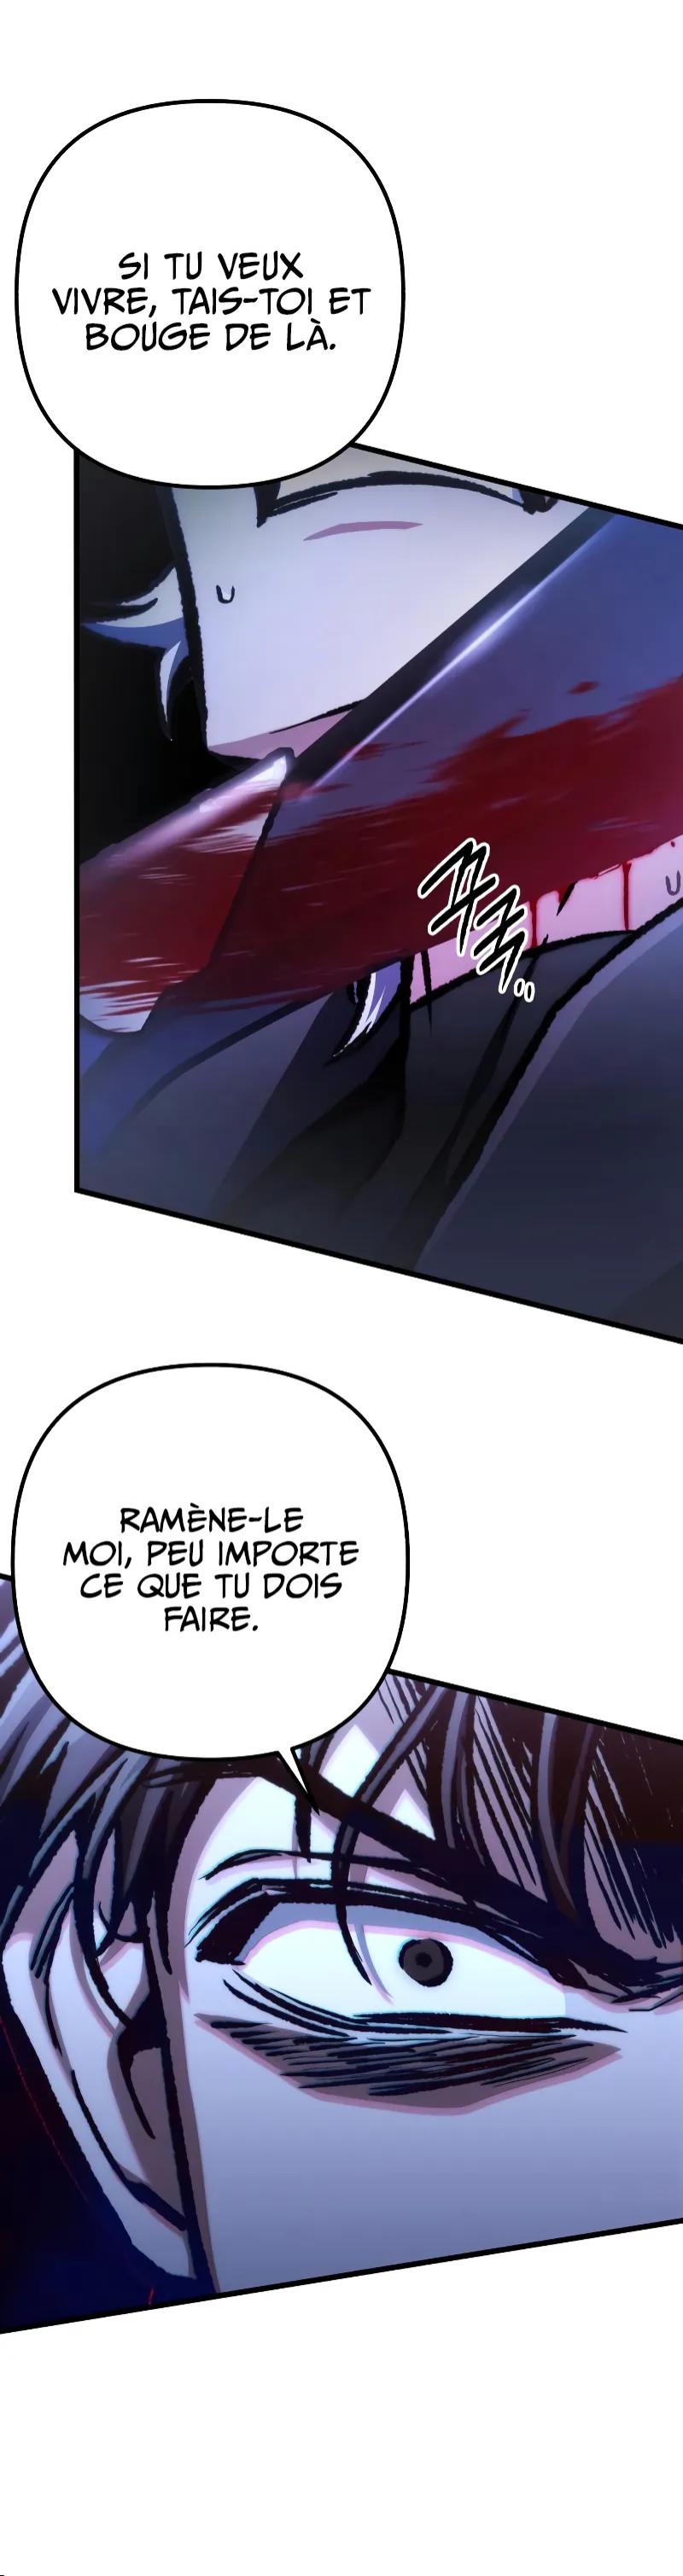 SI TU VEUX
VIVRE, TAIS-TOI ET
BOUGE DE LÀ.
RAMÈNE-LE
MOI, PEU IMPORTE
CE QUE TU DOIS
FAIRE.